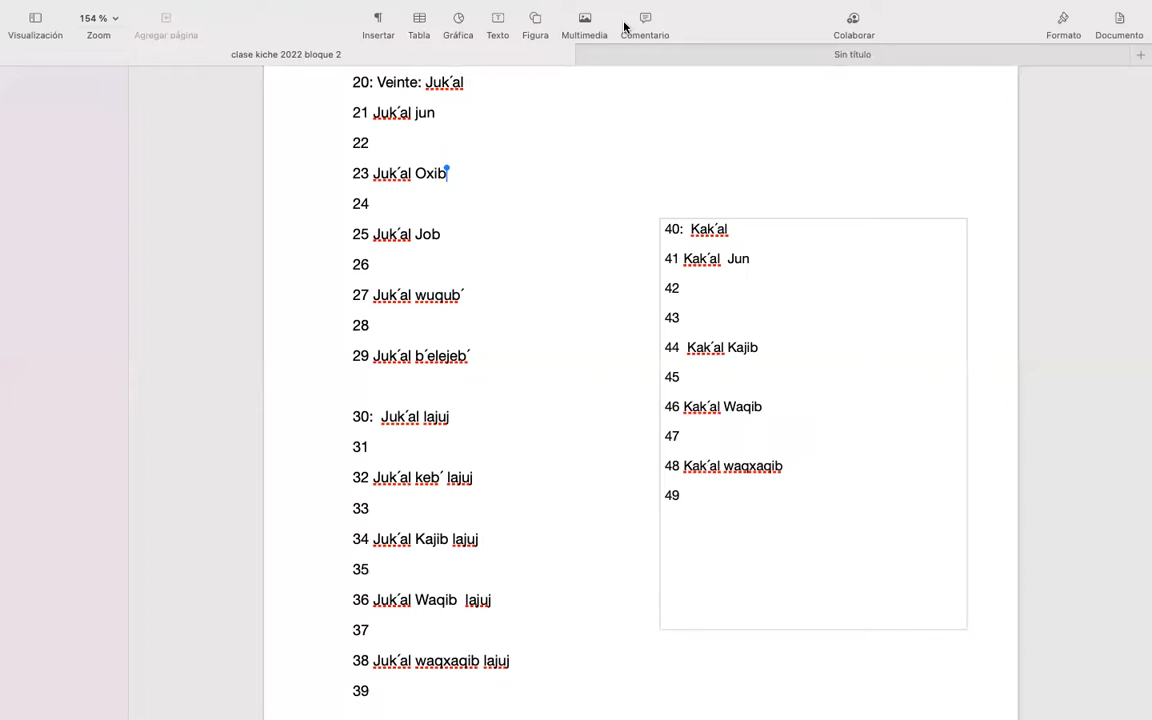 154 %
Visualización Zoom Agregar página Insertar Tabla Gráfica Texto Figura Multimedia Comentario Colaborar Formato Documento
clase kiche 2022 bloque 2 Sin título
20: Veinte: Juk´al
21 Juk´al jun
22
23 Juk´al Oxib
24
25 Juk´al Job
26
27 Juk´al wuqub´
28
29 Juk´al b´elejeb´
30: Juk´al lajuj
31
32 Juk´al keb´ lajuj
33
34 Juk´al Kajib lajuj
35
36 Juk´al Waqib lajuj
37
38 Juk´al waqxaqib lajuj
39
40: Kak´al
41 Kak´al Jun
42
43
44 Kak´al Kajib
45
46 Kak´al Waqib
47
48 Kak´al waqxaqib
49